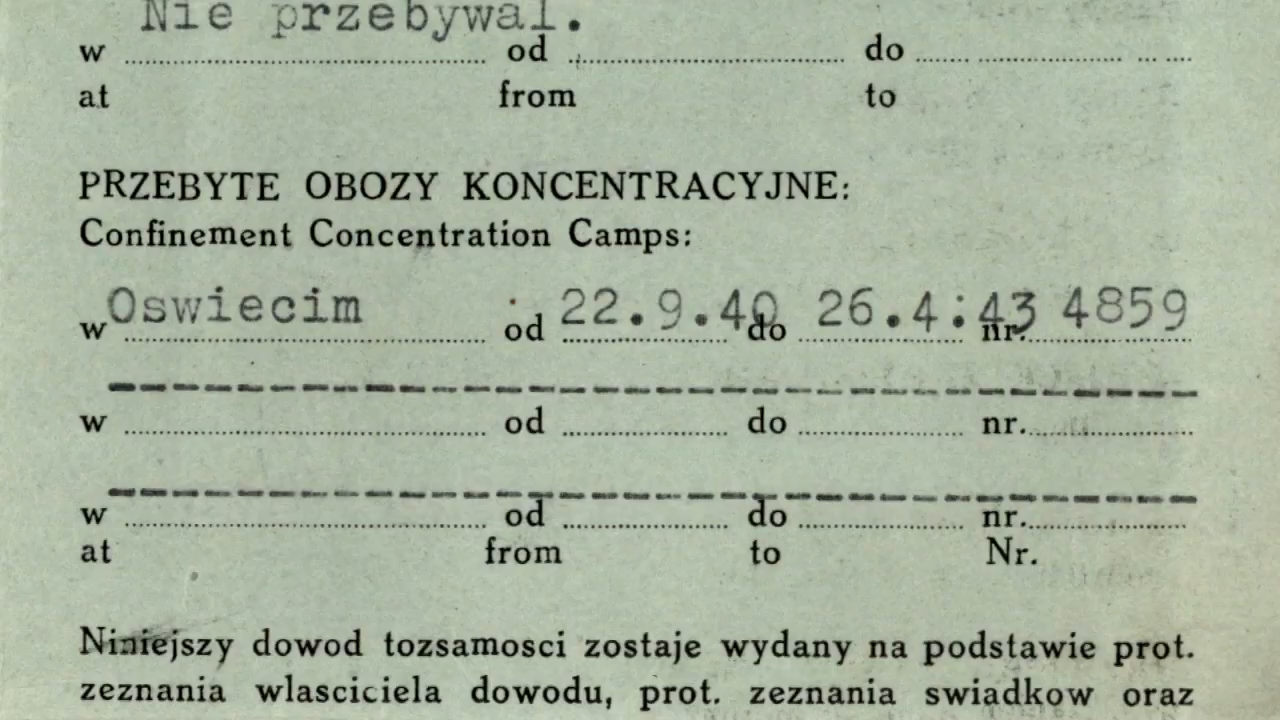 Nie przebywal.
w od do
at from to
PRZEBYTE OBOZY KONCENTRACYJNE:
Confinement Concentration Camps:
w Oswiecim od 22.9.40 do 26.4:43 nr. 4859
w od do nr.
w od do nr.
at from to Nr.
Niniejszy dowod tozsamosci zostaje wydany na podstawie prot.
zeznania wlasciciela dowodu, prot. zeznania swiadkow oraz